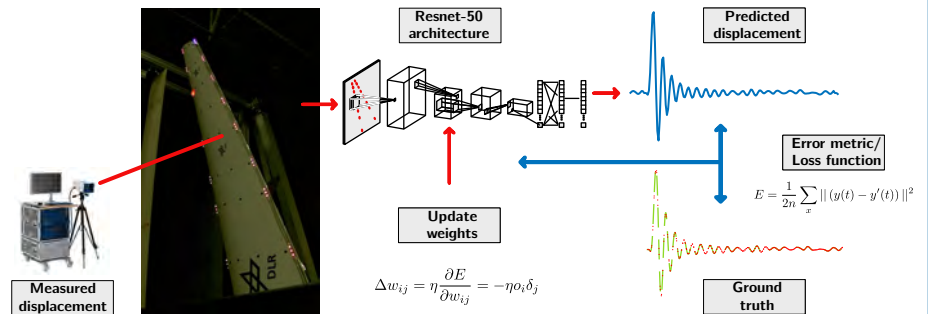 Resnet-50
architecture
Predicted
displacement
Error metric/
Loss function
E = \frac{1}{2n} \sum_{x} || (y(t) - y'(t)) ||^2
Update
weights
\Delta w_{ij} = \eta \frac{\partial E}{\partial w_{ij}} = -\eta o_i \delta_j
DLR
Measured
displacement
Ground
truth